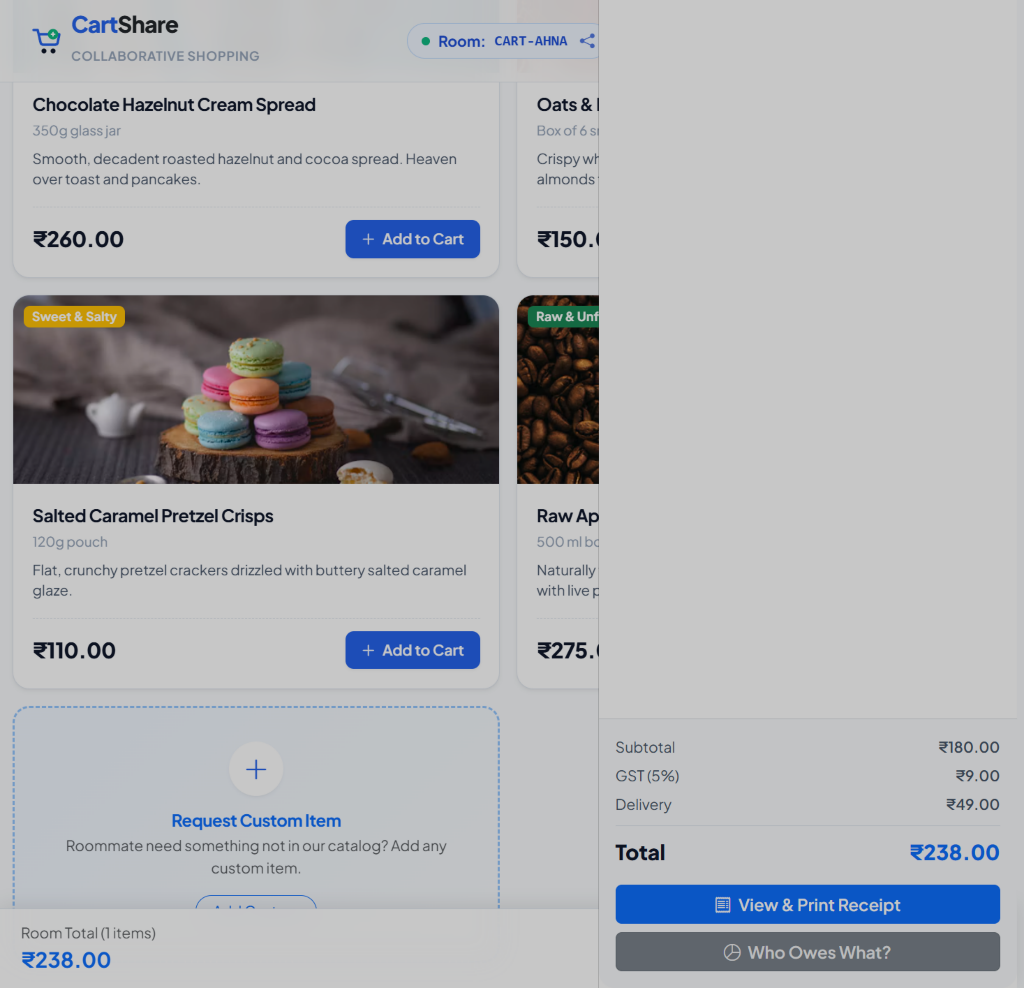 CartShare
COLLABORATIVE SHOPPING
Room: CART-AHNA
Chocolate Hazelnut Cream Spread
350g glass jar
Smooth, decadent roasted hazelnut and cocoa spread. Heaven
over toast and pancakes.
₹260.00
+ Add to Cart
Oats &
Box of 6
Crispy
almonds
₹150.
Sweet & Salty
Salted Caramel Pretzel Crisps
120g pouch
Flat, crunchy pretzel crackers drizzled with buttery salted caramel
glaze.
₹110.00
+ Add to Cart
Raw & Unf
Raw Ap
500 ml
Naturally
with live
₹275.
Request Custom Item
Roommate need something not in our catalog? Add any
custom item.
Room Total (1 items)
₹238.00
Subtotal ₹180.00
GST (5%) ₹9.00
Delivery ₹49.00
Total ₹238.00
View & Print Receipt
Who Owes What?